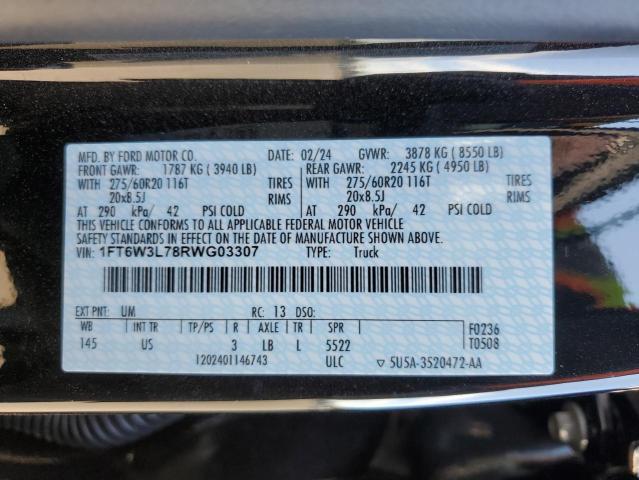 MFD. BY FORD MOTOR CO. DATE: 02/24 GVWR: 3878 KG ( 8550 LB)
FRONT GAWR: 1787 KG ( 3940 LB) REAR GAWR: 2245 KG ( 4950 LB)
WITH 275/60R20 116T TIRES WITH 275/60R20 116T TIRES
20x8.5J RIMS 20x8.5J RIMS
AT 290 kPa/ 42 PSI COLD AT 290 kPa/ 42 PSI COLD
THIS VEHICLE CONFORMS TO ALL APPLICABLE FEDERAL MOTOR VEHICLE
SAFETY STANDARDS IN EFFECT ON THE DATE OF MANUFACTURE SHOWN ABOVE.
VIN: 1FT6W3L78RWG03307 TYPE: Truck
EXT PNT: UM RC: 13 DSO:
WB INT TR TP/PS R AXLE TR SPR F0236
145 US 3 LB L 5522 T0508
1202401146743 ULC ▽ 5U5A-3520472-AA